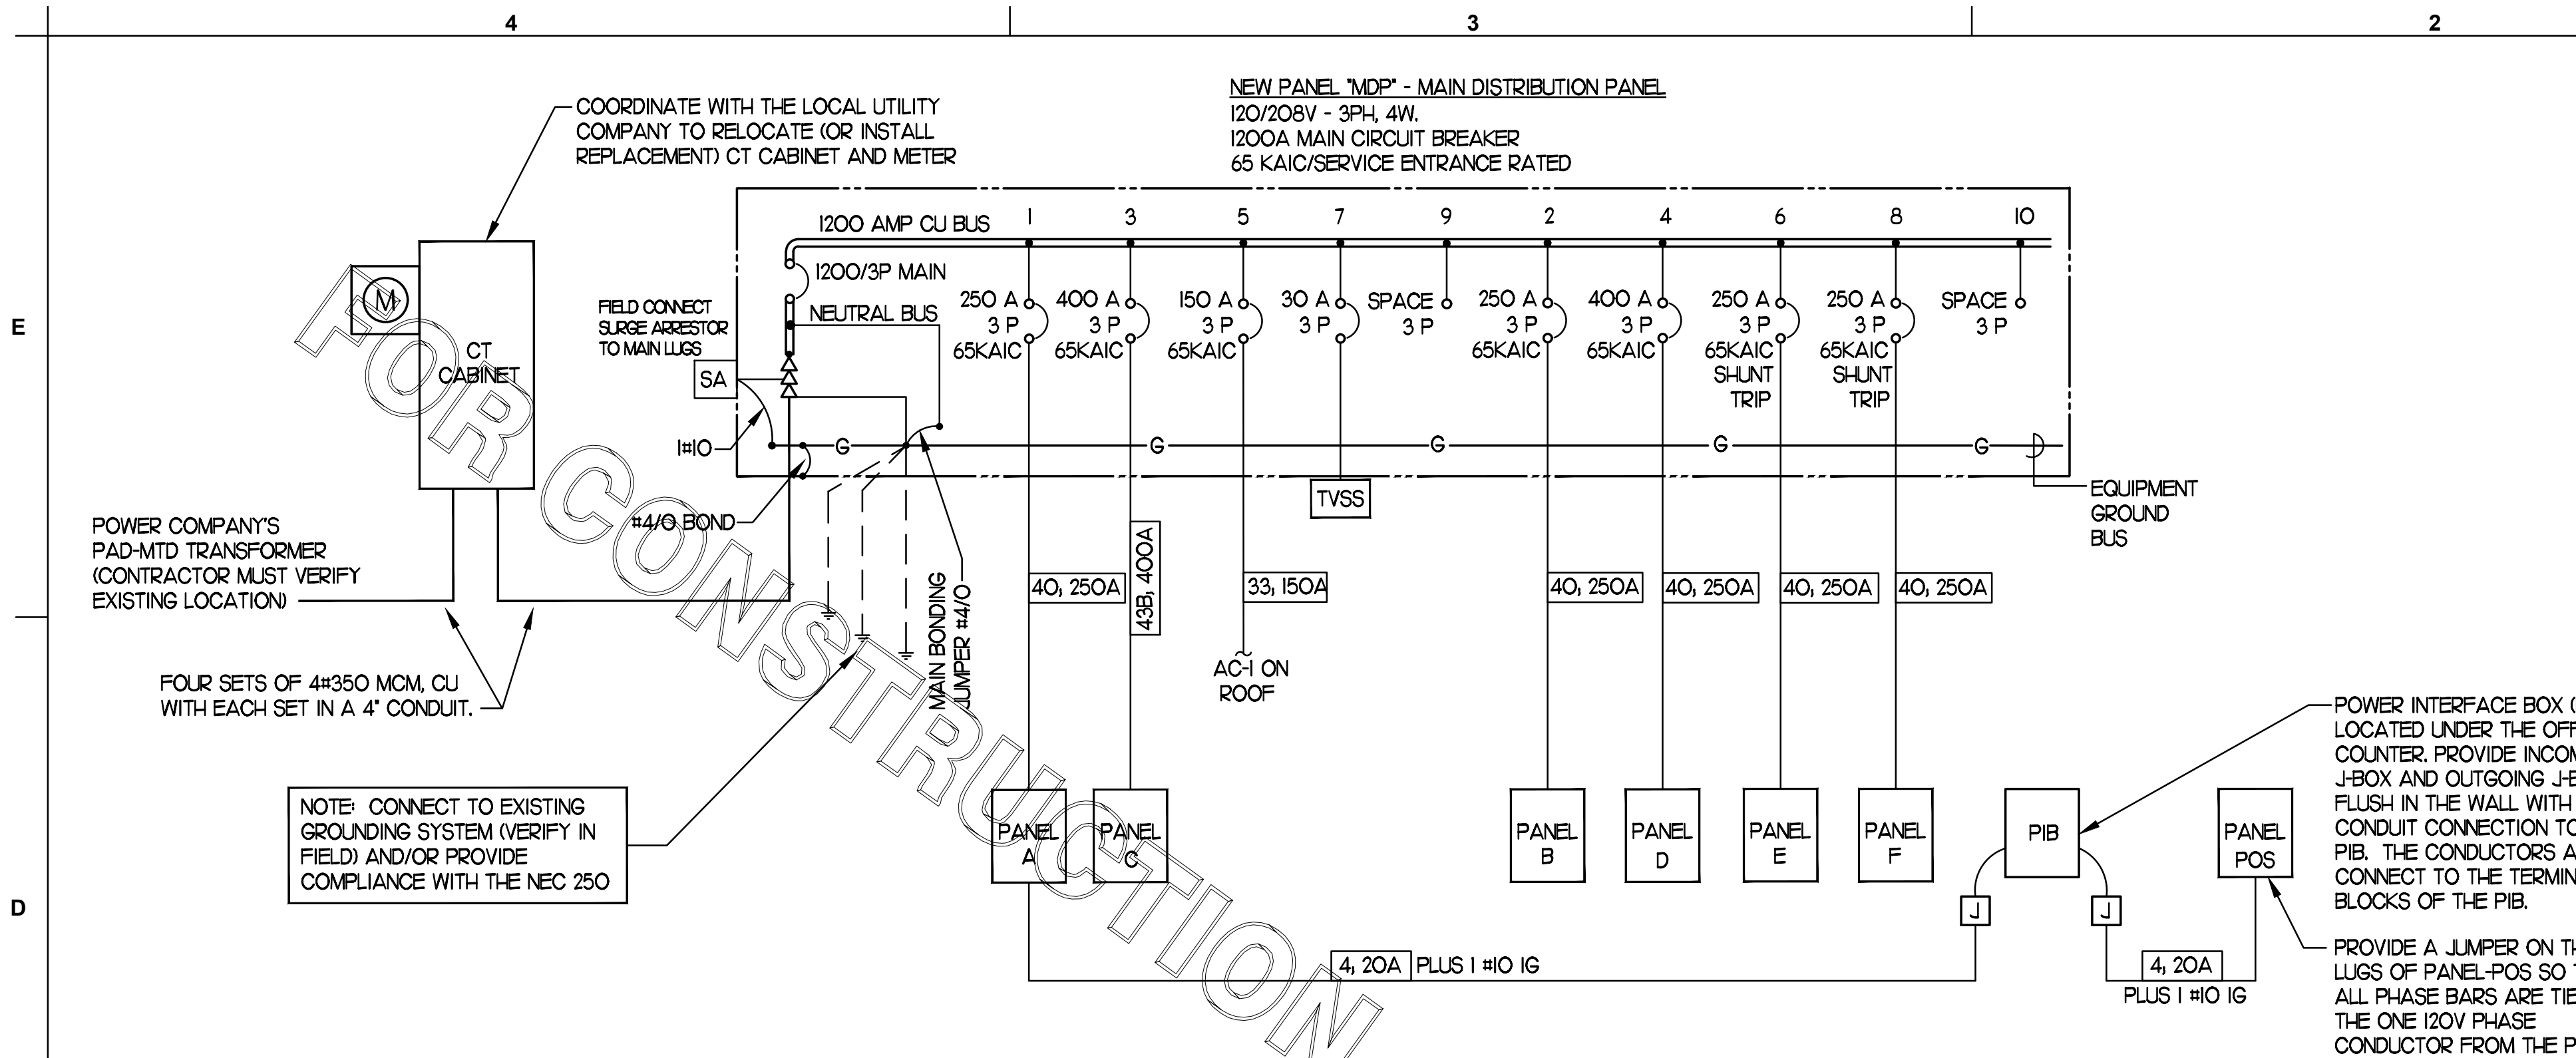 4
3
2
COORDINATE WITH THE LOCAL UTILITY
COMPANY TO RELOCATE (OR INSTALL
REPLACEMENT) CT CABINET AND METER
NEW PANEL "MDP" - MAIN DISTRIBUTION PANEL
120/208V - 3PH, 4W.
1200A MAIN CIRCUIT BREAKER
65 KAIC/SERVICE ENTRANCE RATED
1200 AMP CU BUS
1
3
5
7
9
2
4
6
8
10
1200/3P MAIN
NEUTRAL BUS
FIELD CONNECT
SURGE ARRESTOR
TO MAIN LUGS
SA
M
CT
CABINET
E
250 A
3 P
65KAIC
400 A
3 P
65KAIC
150 A
3 P
65KAIC
30 A
3 P
SPACE
3 P
250 A
3 P
65KAIC
400 A
3 P
65KAIC
250 A
3 P
65KAIC
SHUNT
TRIP
250 A
3 P
65KAIC
SHUNT
TRIP
SPACE
3 P
1#10
G
G
G
G
G
#4/0 BOND
TVSS
EQUIPMENT
GROUND
BUS
POWER COMPANY'S
PAD-MTD TRANSFORMER
(CONTRACTOR MUST VERIFY
EXISTING LOCATION)
MAIN BONDING
JUMPER #4/0
40, 250A
43B, 400A
33, 150A
40, 250A
40, 250A
40, 250A
40, 250A
AC-1 ON
ROOF
FOUR SETS OF 4#350 MCM, CU
WITH EACH SET IN A 4" CONDUIT.
NOTE: CONNECT TO EXISTING
GROUNDING SYSTEM (VERIFY IN
FIELD) AND/OR PROVIDE
COMPLIANCE WITH THE NEC 250
PANEL
A
PANEL
C
PANEL
B
PANEL
D
PANEL
E
PANEL
F
PIB
PANEL
POS
J
J
D
4, 20A
PLUS 1 #10 IG
4, 20A
PLUS 1 #10 IG
POWER INTERFACE BOX (
LOCATED UNDER THE OFF
COUNTER. PROVIDE INCOM
J-BOX AND OUTGOING J-B
FLUSH IN THE WALL WITH
CONDUIT CONNECTION TO
PIB. THE CONDUCTORS A
CONNECT TO THE TERMIN
BLOCKS OF THE PIB.
PROVIDE A JUMPER ON TH
LUGS OF PANEL-POS SO T
ALL PHASE BARS ARE TIE
THE ONE 120V PHASE
CONDUCTOR FROM THE P
FOR CONSTRUCTION